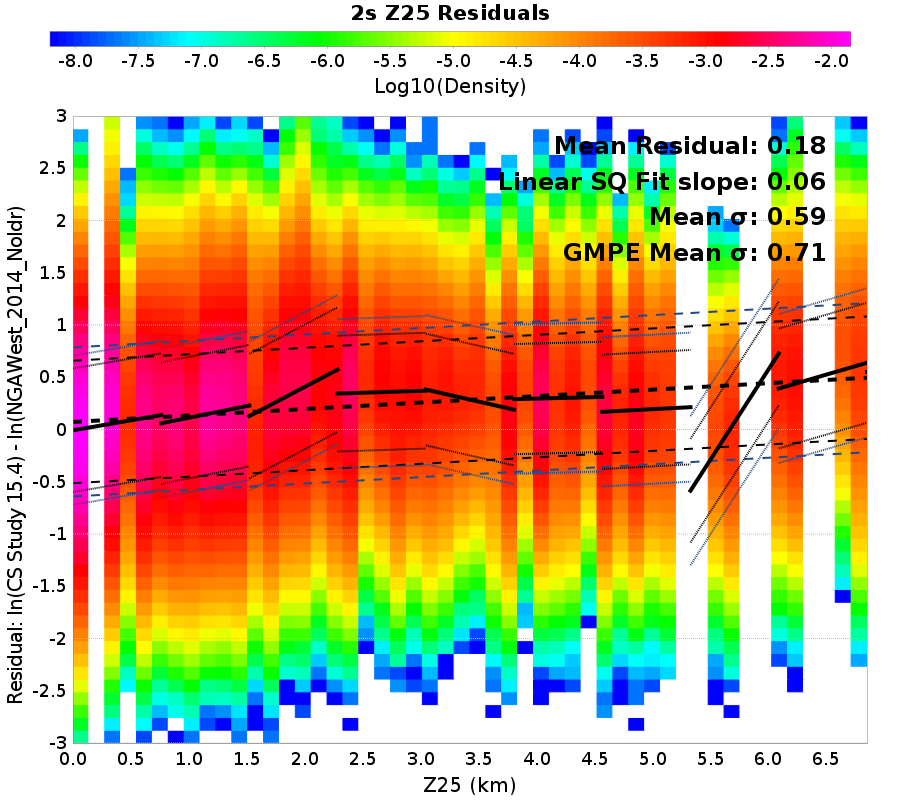 2s Z25 Residuals
-8.0 -7.5 -7.0 -6.5 -6.0 -5.5 -5.0 -4.5 -4.0 -3.5 -3.0 -2.5 -2.0
Log10(Density)
Mean Residual: 0.18
Linear SQ Fit slope: 0.06
Mean σ: 0.59
GMPE Mean σ: 0.71
Residual: ln(CS Study 15.4) - ln(NGAWest_2014_NoIdr)
3
2.5
2
1.5
1
0.5
0
-0.5
-1
-1.5
-2
-2.5
-3
0.0 0.5 1.0 1.5 2.0 2.5 3.0 3.5 4.0 4.5 5.0 5.5 6.0 6.5
Z25 (km)